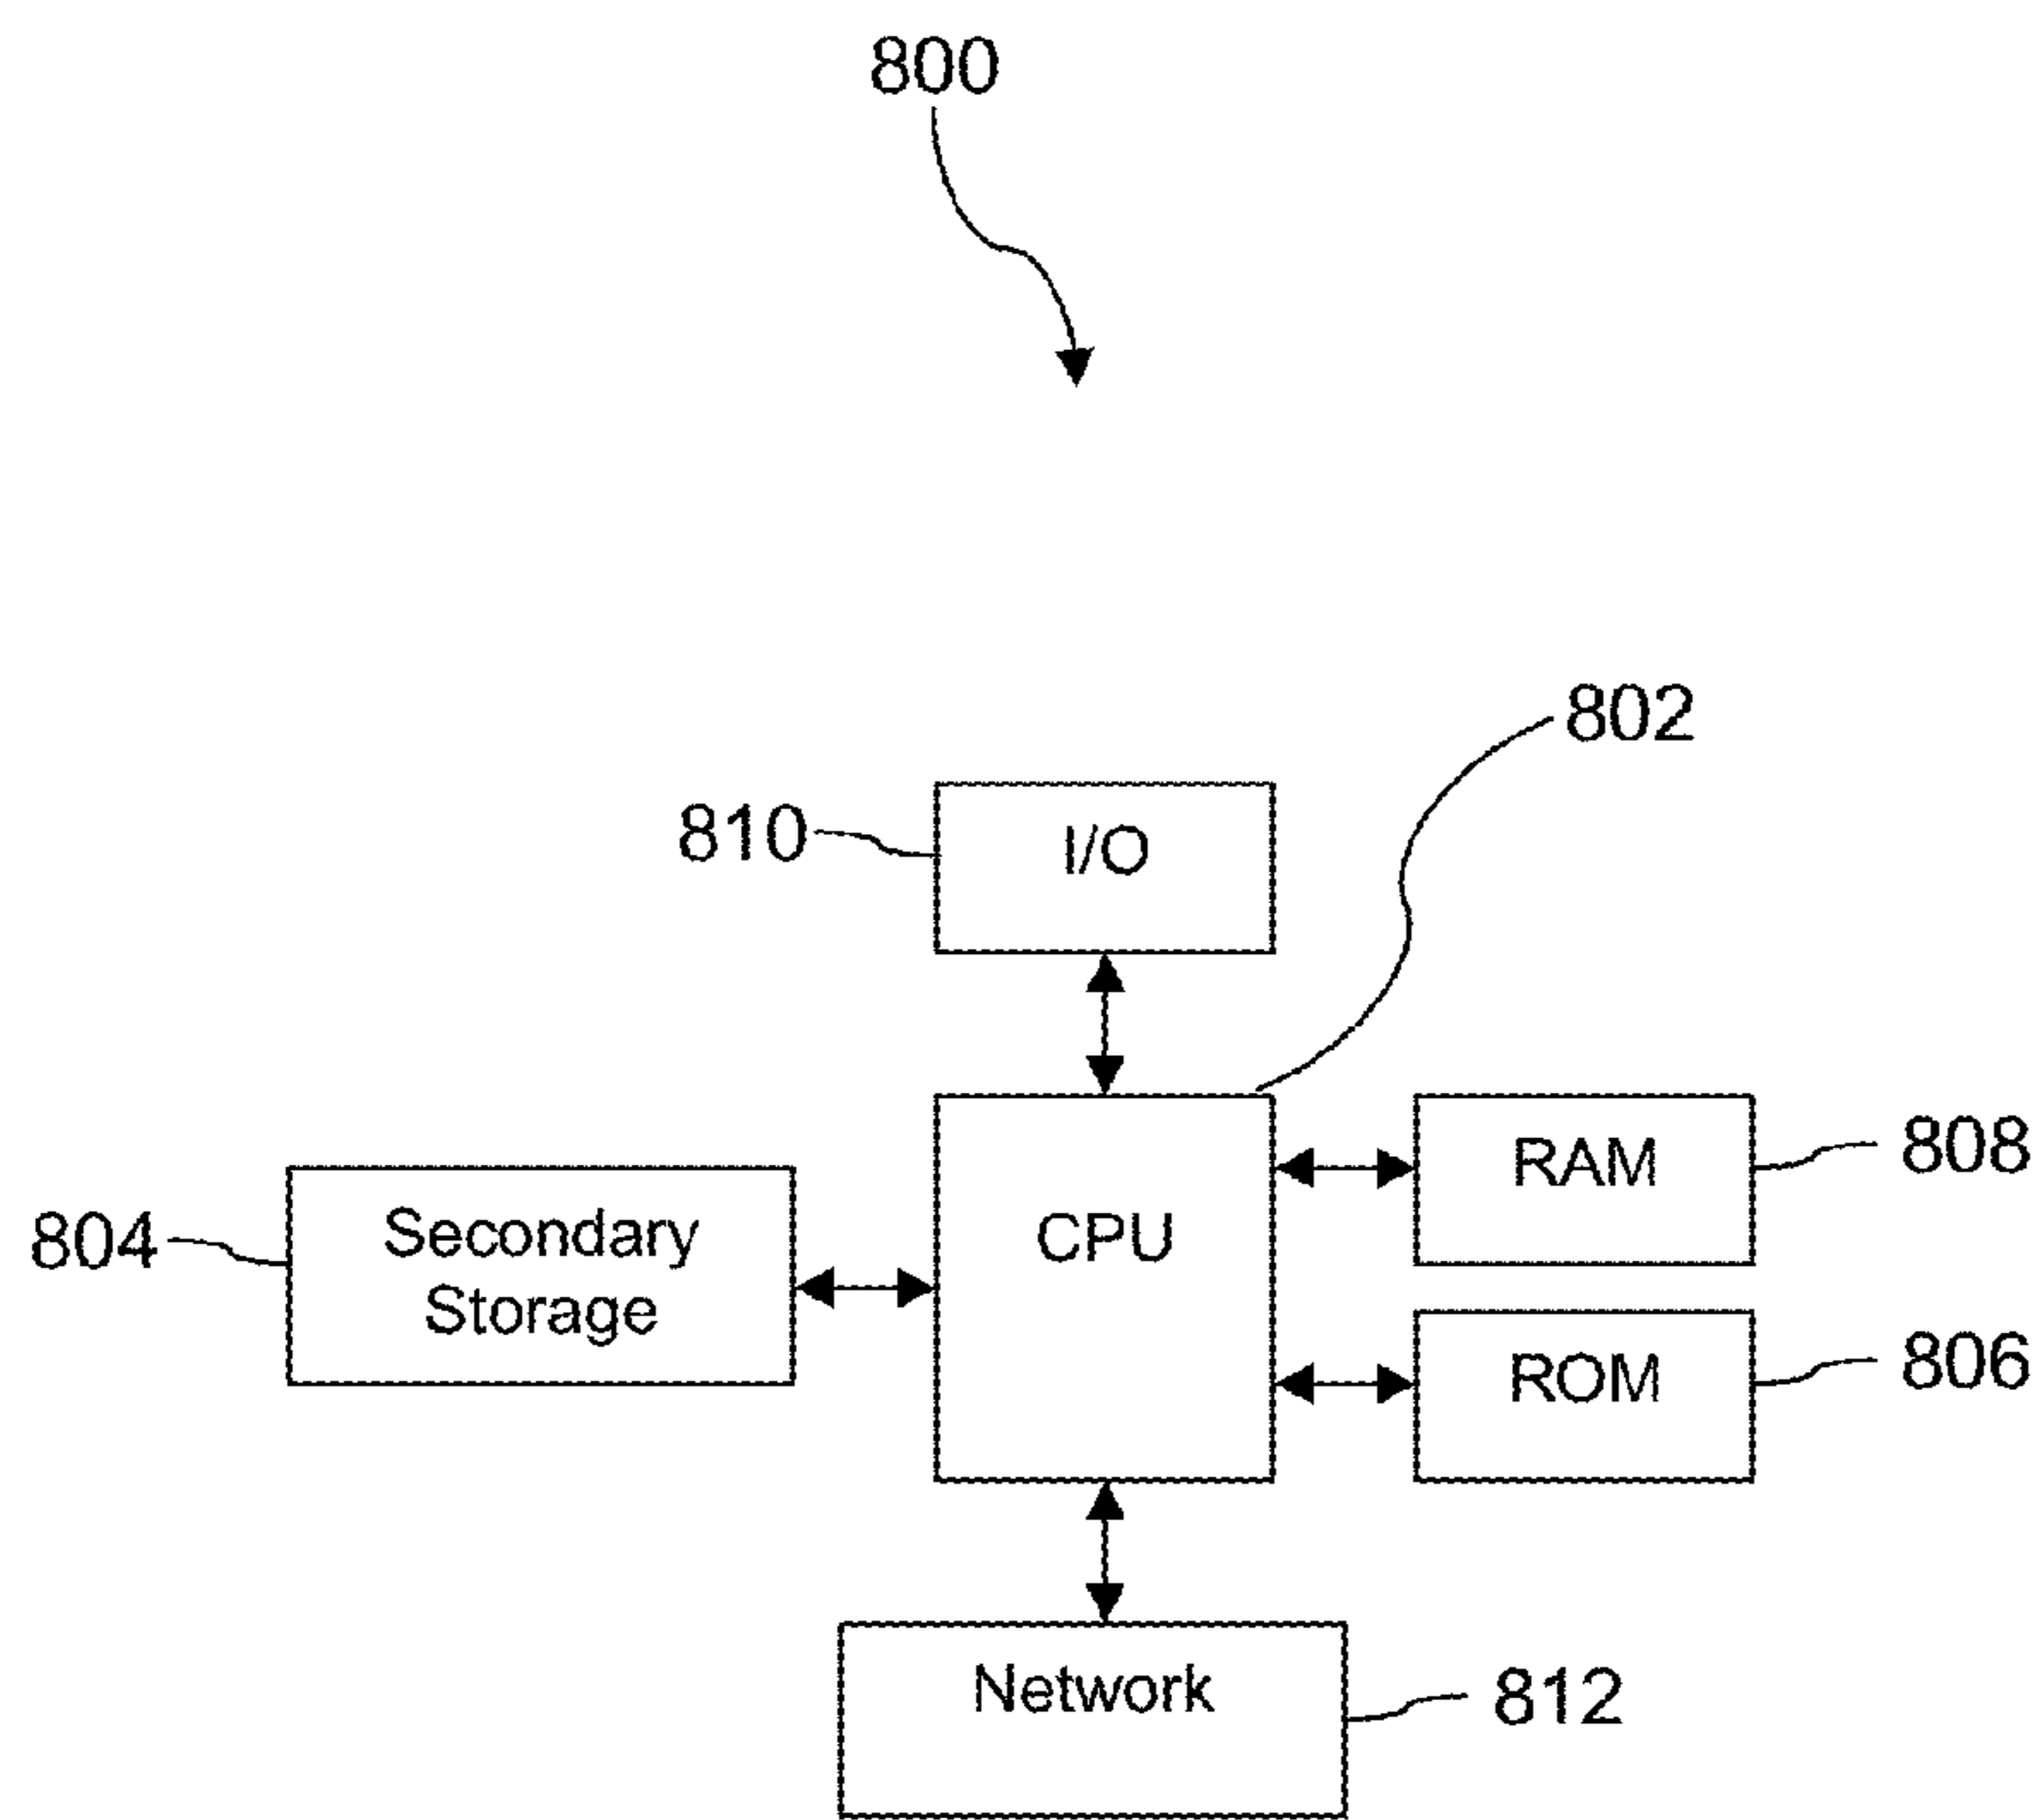 800
802
810
I/O
808
RAM
804
Secondary
Storage
CPU
806
ROM
Network
812